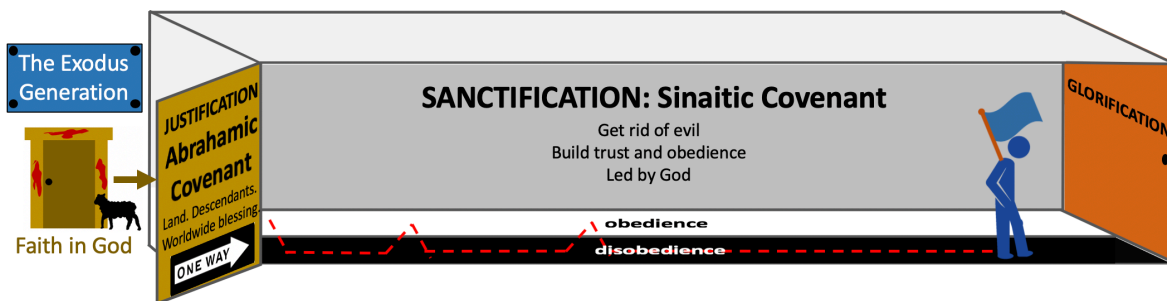 The Exodus
Generation
Faith in God
JUSTIFICATION
Abrahamic
Covenant
Land. Descendants.
Worldwide blessing.
ONE WAY
SANCTIFICATION: Sinaitic Covenant
Get rid of evil
Build trust and obedience
Led by God
obedience
disobedience
GLORIFICATION